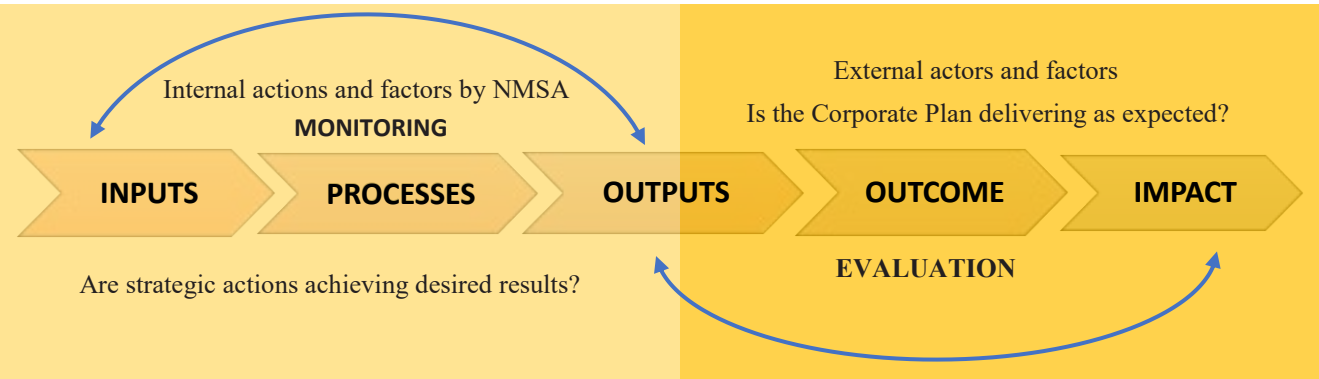 Internal actions and factors by NMSA
MONITORING
External actors and factors
Is the Corporate Plan delivering as expected?
INPUTS
PROCESSES
OUTPUTS
OUTCOME
IMPACT
Are strategic actions achieving desired results?
EVALUATION